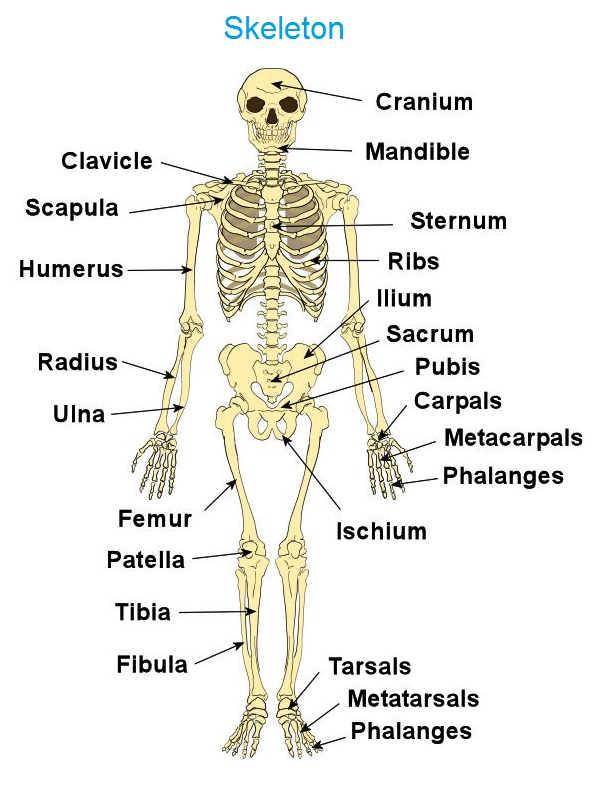 Skeleton
Cranium
Mandible
Clavicle
Scapula
Sternum
Humerus
Ribs
Ilium
Sacrum
Radius
Pubis
Carpals
Ulna
Metacarpals
Phalanges
Femur
Ischium
Patella
Tibia
Fibula
Tarsals
Metatarsals
Phalanges